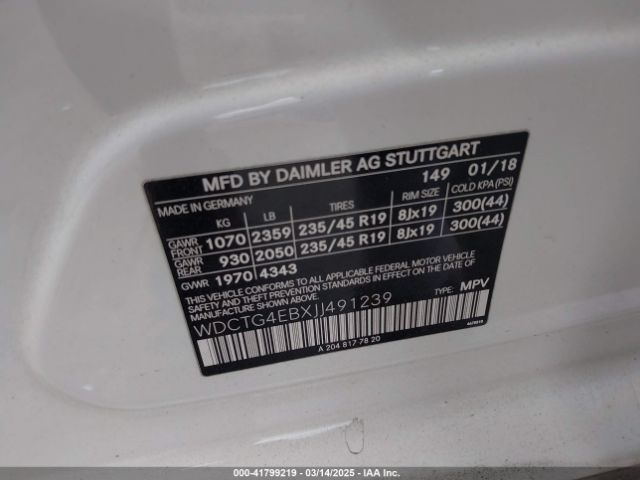 MFD BY DAIMLER AG STUTTGART
149 01/18
MADE IN GERMANY
KG LB TIRES RIM SIZE COLD KPA (PSI)
GAWR FRONT 1070 2359 235/45 R19 8Jx19 300(44)
GAWR REAR 930 2050 235/45 R19 8Jx19 300(44)
GVWR 1970 4343
THIS VEHICLE CONFORMS TO ALL APPLICABLE FEDERAL MOTOR VEHICLE
SAFETY, BUMPER, AND THEFT PREVENTION STANDARDS IN EFFECT ON THE
DATE OF MANUFACTURE SHOWN ABOVE.
WDCTG4EBXJJ491239 TYPE: MPV
A 204 817 78 20
000-41799219 - 03/14/2025 - IAA Inc.